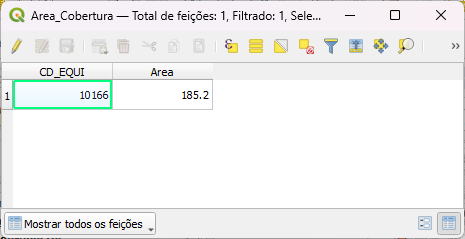 Area_Cobertura — Total de feições: 1, Filtrado: 1, Sele...
CD_EQUI Area
1 10166 185.2
Mostrar todos os feições